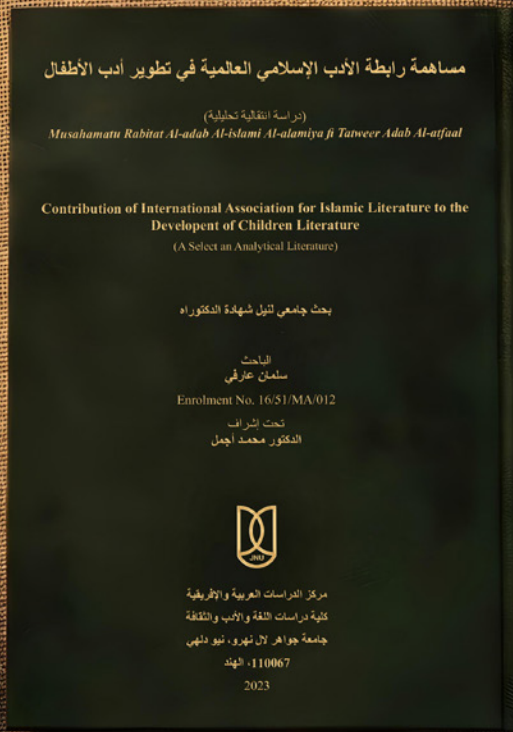 مساهمة رابطة الأدب الإسلامي العالمية في تطوير أدب الأطفال
(دراسة انتقالية تحليلية)
Musahamatu Rabitat Al-adab Al-islami Al-alamiya fi Tatweer Adab Al-atfaal
Contribution of International Association for Islamic Literature to the
Developent of Children Literature
(A Select an Analytical Literature)
بحث جامعي لنيل شهادة الدكتوراه
الباحث
سلمان عارفي
Enrolment No. 16/51/MA/012
تحت إشراف
الدكتور محمد أجمل
JNU
مركز الدراسات العربية والإفريقية
كلية دراسات اللغة والأدب والثقافة
جامعة جواهر لال نهرو، نيو دلهي
110067، الهند
2023